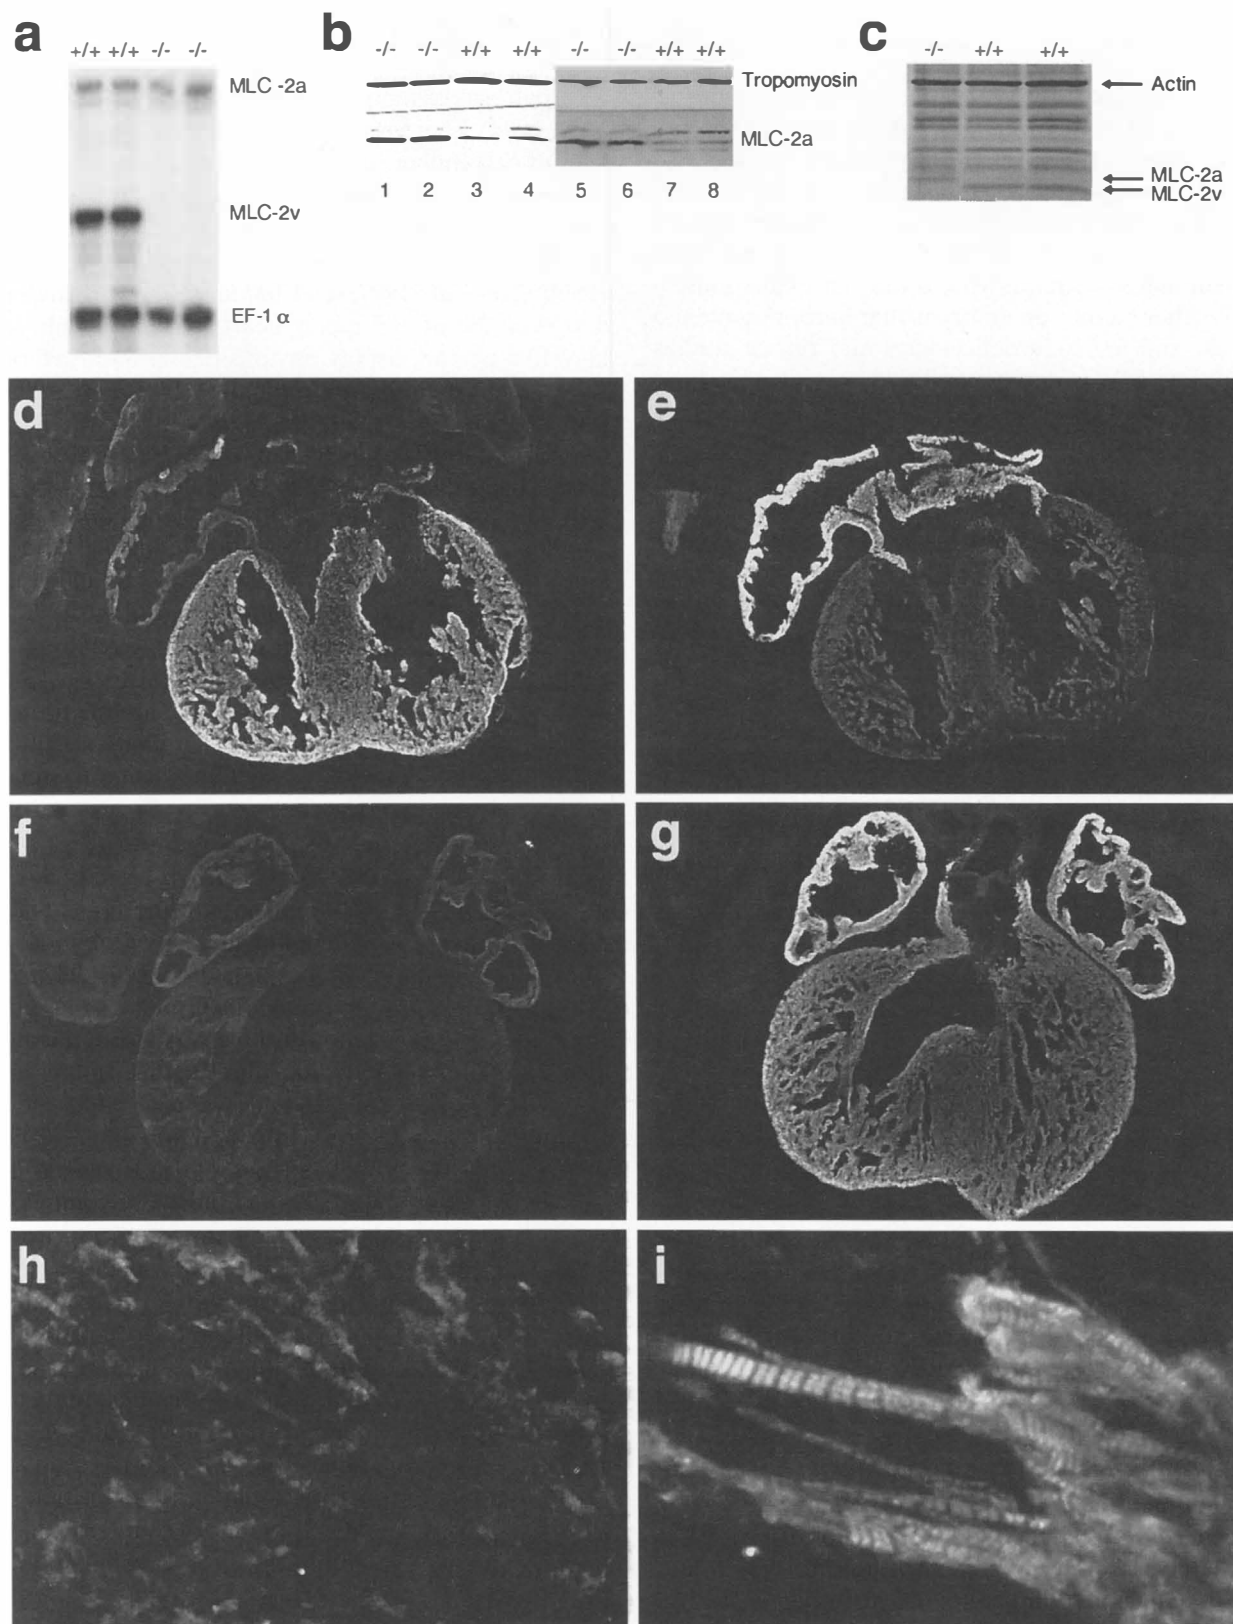 a
b
c
+/+ +/+ -/- -/-
-/- -/- +/+ +/+ -/- -/- +/+ +/+
-/- +/+ +/+
MLC -2a
MLC-2v
EF-1 α
Tropomyosin
MLC-2a
1 2 3 4 5 6 7 8
Actin
MLC-2a
MLC-2v
d
e
f
g
h
i